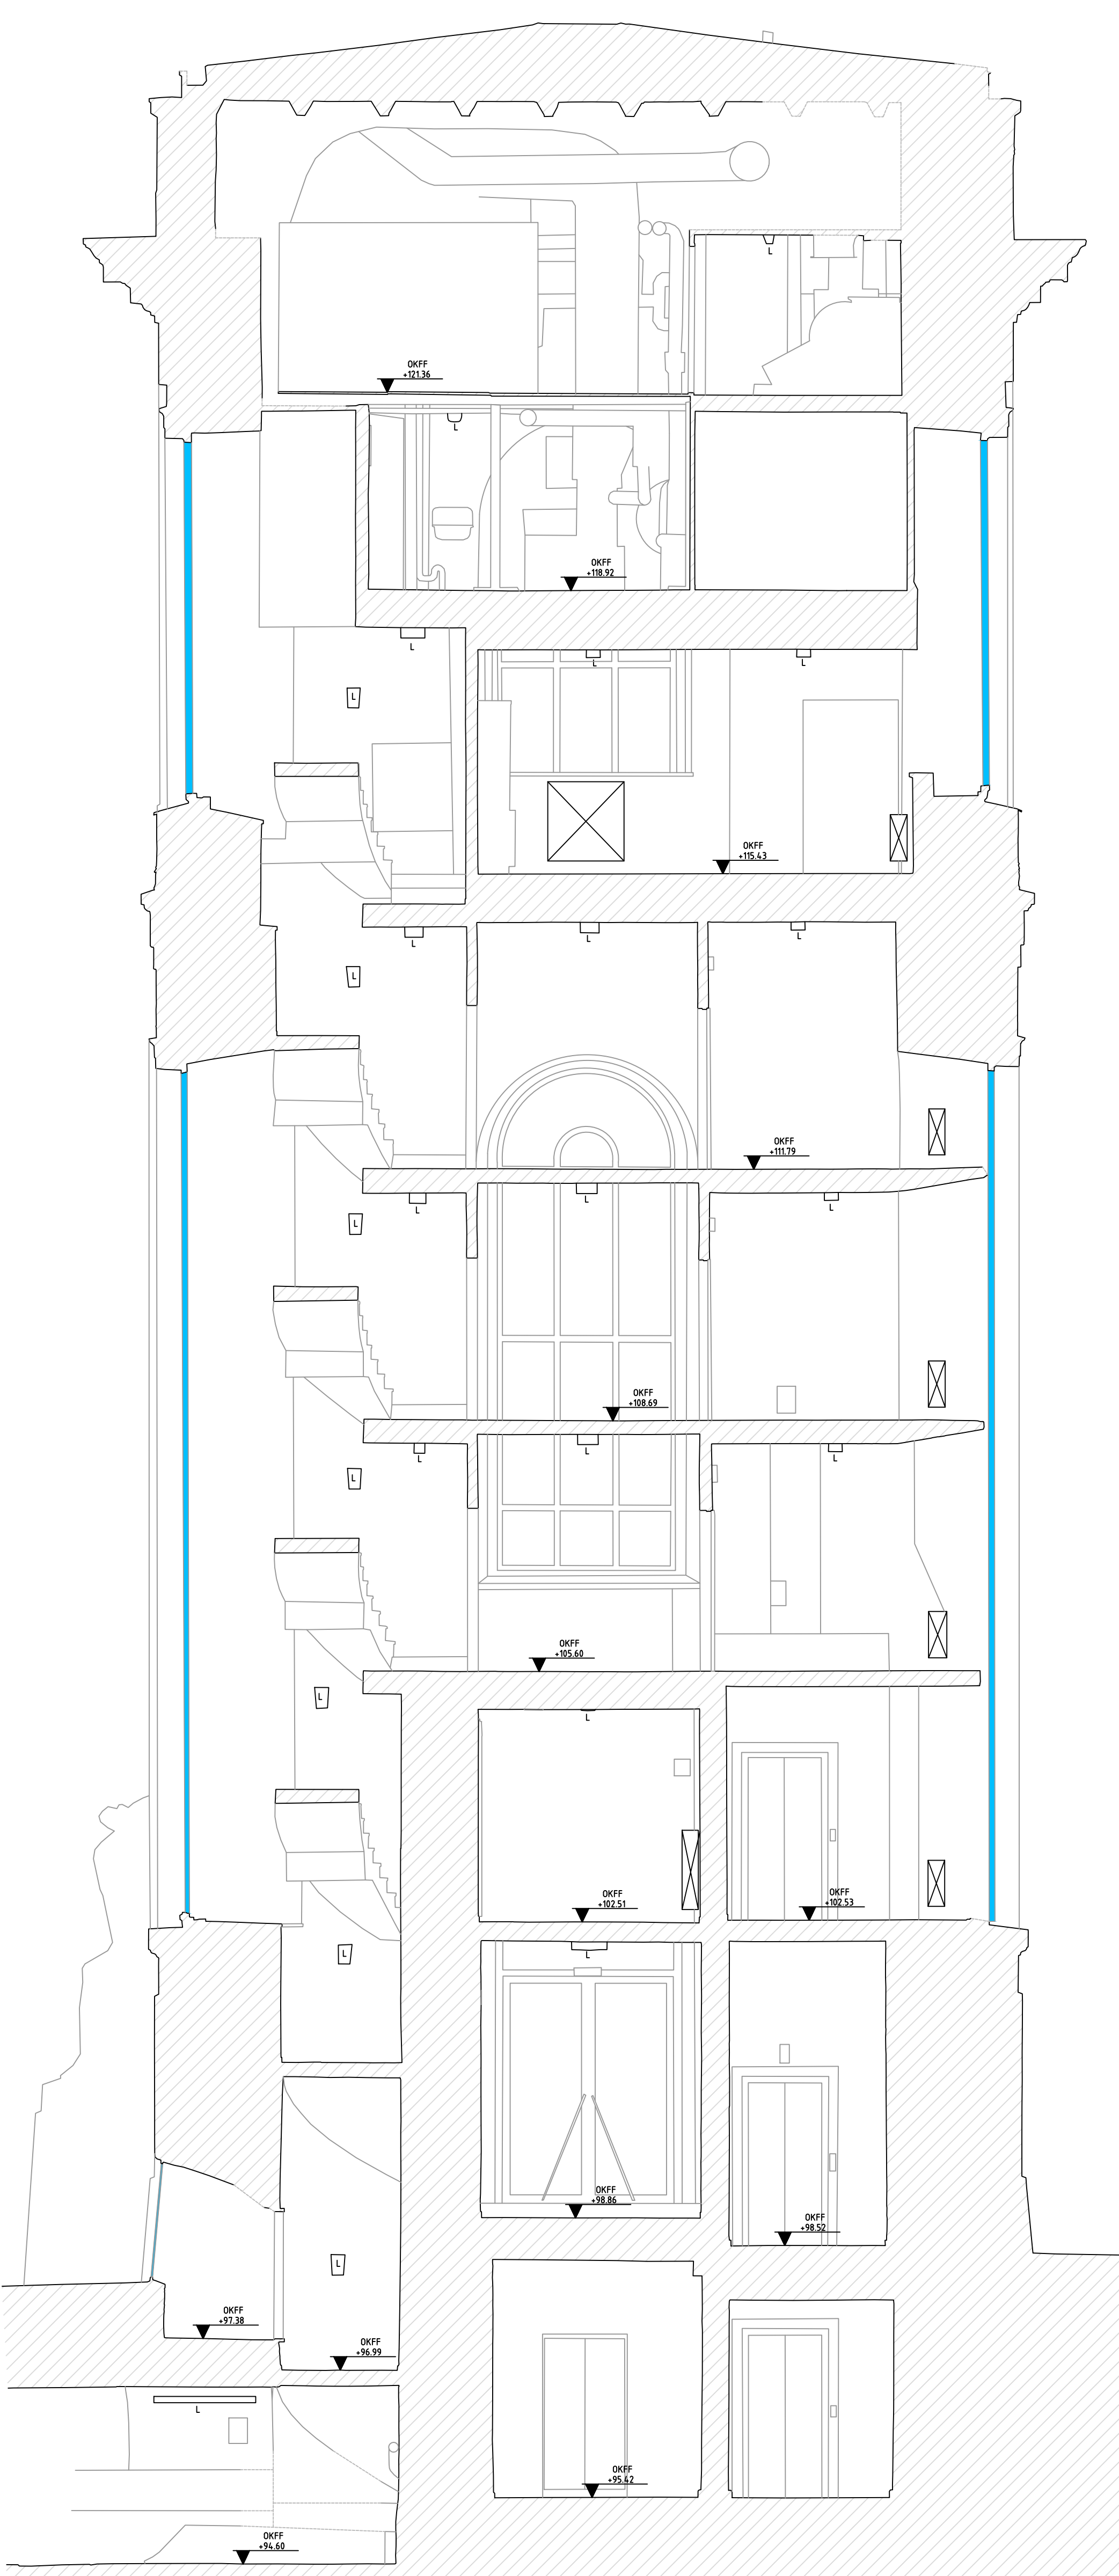 L
OKFF
+121.36
L
OKFF
+118.92
L
L
L
L
OKFF
+115.43
L
L
L
L
OKFF
+111.79
L
L
L
L
OKFF
+108.69
L
L
L
L
OKFF
+105.60
L
L
OKFF
+102.53
OKFF
+102.51
L
L
OKFF
+98.86
OKFF
+98.52
L
OKFF
+97.38
OKFF
+96.99
L
OKFF
+95.42
OKFF
+94.60